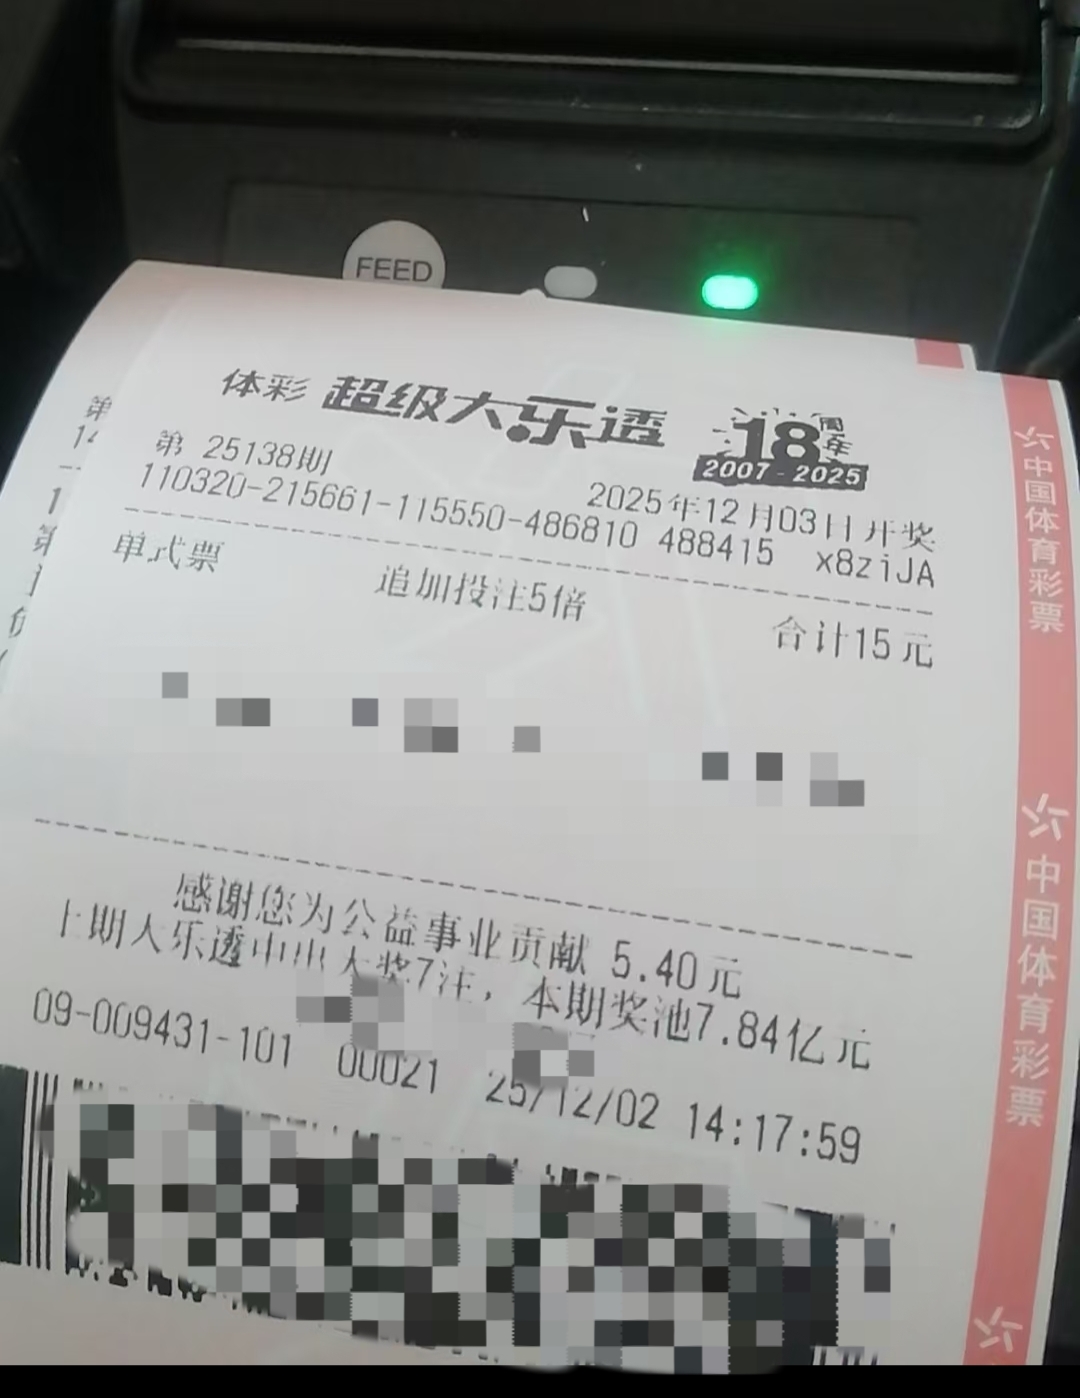 FEED
体彩 超级大乐透 18周年
2007-2025
第 25138期 2025年12月03日开奖
110320-215661-115550-486810 488415 x8ziJA
单式票 追加投注5倍 合计15元
感谢您为公益事业贡献 5.40元
上期大乐透中出大奖7注，本期奖池7.84亿元
09-009431-101 00021 25/12/02 14:17:59
中国体育彩票
中国体育彩票